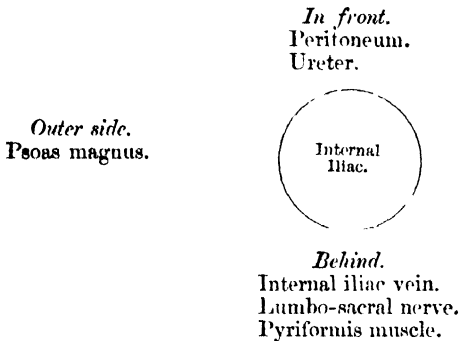 In front.
Peritoneum.
Ureter.
Outer side.
Psoas magnus.
Internal
Iliac.
Behind.
Internal iliac vein.
Lumbo-sacral nerve.
Pyriformis muscle.